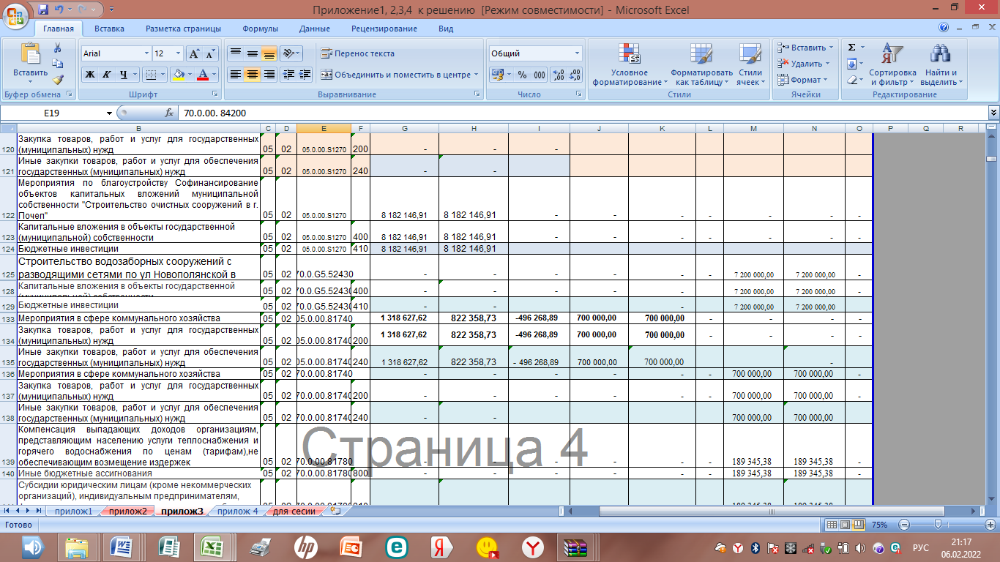 Приложение1, 2,3,4 к решению [Режим совместимости] - Microsoft Excel
Главная Вставка Разметка страницы Формулы Данные Рецензирование Вид
Arial 12 Перенос текста Общий Вставить
Вставить Ж К Ч Объединить и поместить в центре % 000 Условное форматирование Форматировать как таблицу Стили ячеек Удалить Формат Сортировка и фильтр Найти и выделить
Буфер обмена Шрифт Выравнивание Число Стили Ячейки Редактирование
E19 fx 70.0.00. 84200
B C D E F G H I J K L M N O P Q R
120 Закупка товаров, работ и услуг для государственных
(муниципальных) нужд 05 02 05.0.00.S1270 200 - - -
121 Иные закупки товаров, работ и услуг для обеспечения
государственных (муниципальных) нужд 05 02 05.0.00.S1270 240 - -
Мероприятия по благоустройству Софинансирование
объектов капитальных вложений муниципальной
собственности "Строительство очистных сооружений в г.
122 Почеп" 05 02 05.0.00.S1270 8 182 146,91 8 182 146,91 - - - - - - -
Капитальные вложения в объекты государственной
123 (муниципальной) собственности 05 02 05.0.00.S1270 400 8 182 146,91 8 182 146,91 - - - - - - -
124 Бюджетные инвестиции 05 02 05.0.00.S1270 410 8 182 146,91 8 182 146,91
Строительство водозаборных сооружений с
125 разводящими сетями по ул Новополянской в 05 02 70.0.G5.52430 - - - - - - 7 200 000,00 7 200 000,00 -
Капитальные вложения в объекты государственной
128 05 02 70.0.G5.52430 400 - - - - - - 7 200 000,00 7 200 000,00 -
129 Бюджетные инвестиции 05 02 70.0.G5.52430 410 - - - 7 200 000,00 7 200 000,00
133 Мероприятия в сфере коммунального хозяйства 05 02 05.0.00.81740 1 318 627,62 822 358,73 -496 268,89 700 000,00 700 000,00 - - - -
Закупка товаров, работ и услуг для государственных
134 (муниципальных) нужд 05 02 05.0.00.81740 200 1 318 627,62 822 358,73 -496 268,89 700 000,00 700 000,00 - - - -
Иные закупки товаров, работ и услуг для обеспечения
135 государственных (муниципальных) нужд 05 02 05.0.00.81740 240 1 318 627,62 822 358,73 - 496 268,89 700 000,00 700 000,00 -
136 Мероприятия в сфере коммунального хозяйства 05 02 70.0.00.81740 - - - - - - 700 000,00 700 000,00 -
Закупка товаров, работ и услуг для государственных
137 (муниципальных) нужд 05 02 70.0.00.81740 200 - - - - - - 700 000,00 700 000,00 -
Иные закупки товаров, работ и услуг для обеспечения
138 государственных (муниципальных) нужд 05 02 70.0.00.81740 240 - - 700 000,00 700 000,00
Компенсация выпадающих доходов организациям,
представляющим населению услуги теплоснабжения и
горячего водоснабжения по ценам (тарифам),не
139 обеспечивающим возмещение издержек 05 02 70.0.00.81780 - - - - - - 189 345,38 189 345,38 -
Страница 4
140 Иные бюджетные ассигнования 05 02 70.0.00.81780 800 - - - - - - 189 345,38 189 345,38 -
Субсидии юридическим лицам (кроме некоммерческих
организаций), индивидуальным предпринимателям,
прилож1 прилож2 прилож3 прилож 4 для сесии
Готово 75%
РУС 21:17
06.02.2022